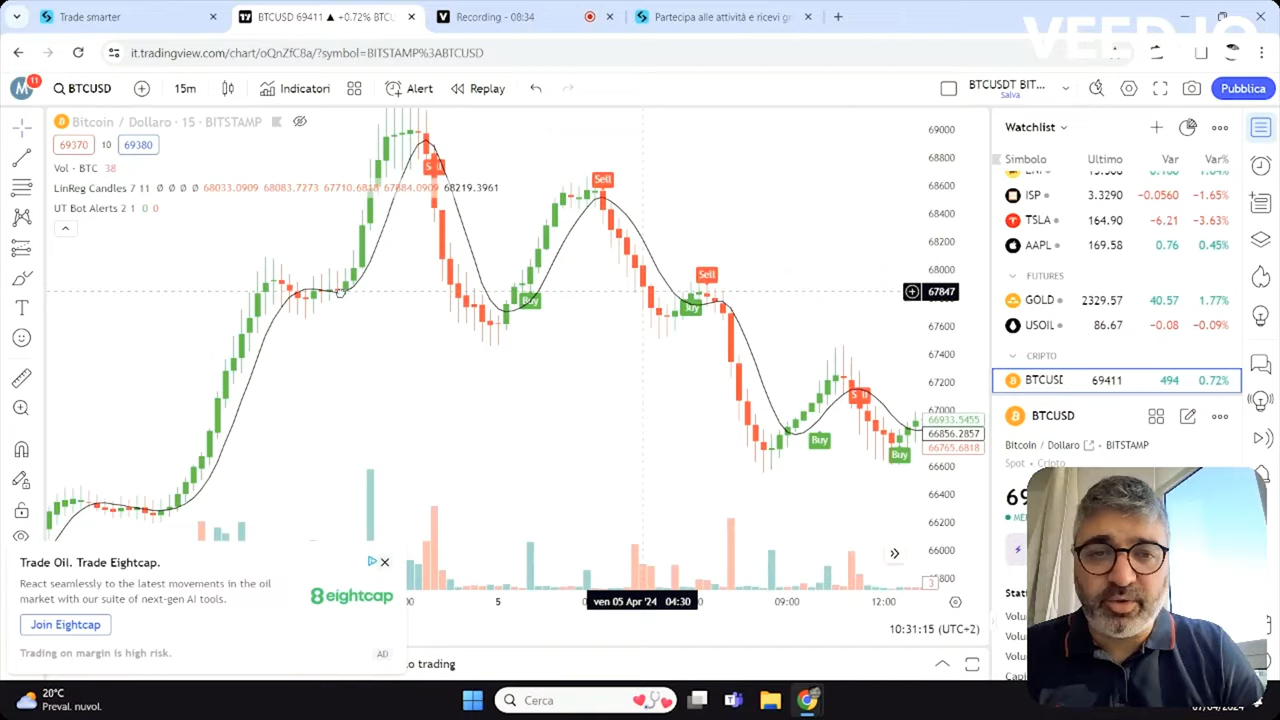 Trade smarter
BTCUSD 69411 ▲ +0.72% BTC
Recording - 08:34
Partecipa alle attività e ricevi gr
VEED.IO
it.tradingview.com/chart/oQnZfC8a/?symbol=BITSTAMP%3ABTCUSD
M
11
BTCUSD
15m
Indicatori
Alert
Replay
BTCUSDT BIT...
Salva
Pubblica
Bitcoin / Dollaro · 15 · BITSTAMP
69370
10
69380
Vol · BTC 38
LinReg Candles 7 11 ∅ ∅ ∅ ∅ 68033.0909 68083.7273 67710.6818 67884.0909 68219.3961
UT Bot Alerts 2 1 0 0
Sell
Sell
Buy
Buy
Buy
Buy
69000
68800
68600
68400
68200
68000
67847
67600
67400
67200
67000
66933.5455
66856.2857
66765.6818
66600
66400
66200
66000
3
5
ven 05 Apr '24 04:30
09:00
12:00
10:31:15 (UTC+2)
Watchlist
Simbolo
Ultimo
Var
Var%
ISP
3.3290
-0.0560
-1.65%
TSLA
164.90
-6.21
-3.63%
AAPL
169.58
0.76
0.45%
FUTURES
GOLD
2329.57
40.57
1.77%
USOIL
86.67
-0.08
-0.09%
CRIPTO
BTCUSD
69411
494
0.72%
BTCUSD
Bitcoin / Dollaro
BITSTAMP
Spot · Cripto
Trade Oil. Trade Eightcap.
React seamlessly to the latest movements in the oil
market with our suite of next-gen AI tools.
Join Eightcap
Trading on margin is high risk.
eightcap
AD
o trading
20°C
Preval. nuvol.
Cerca